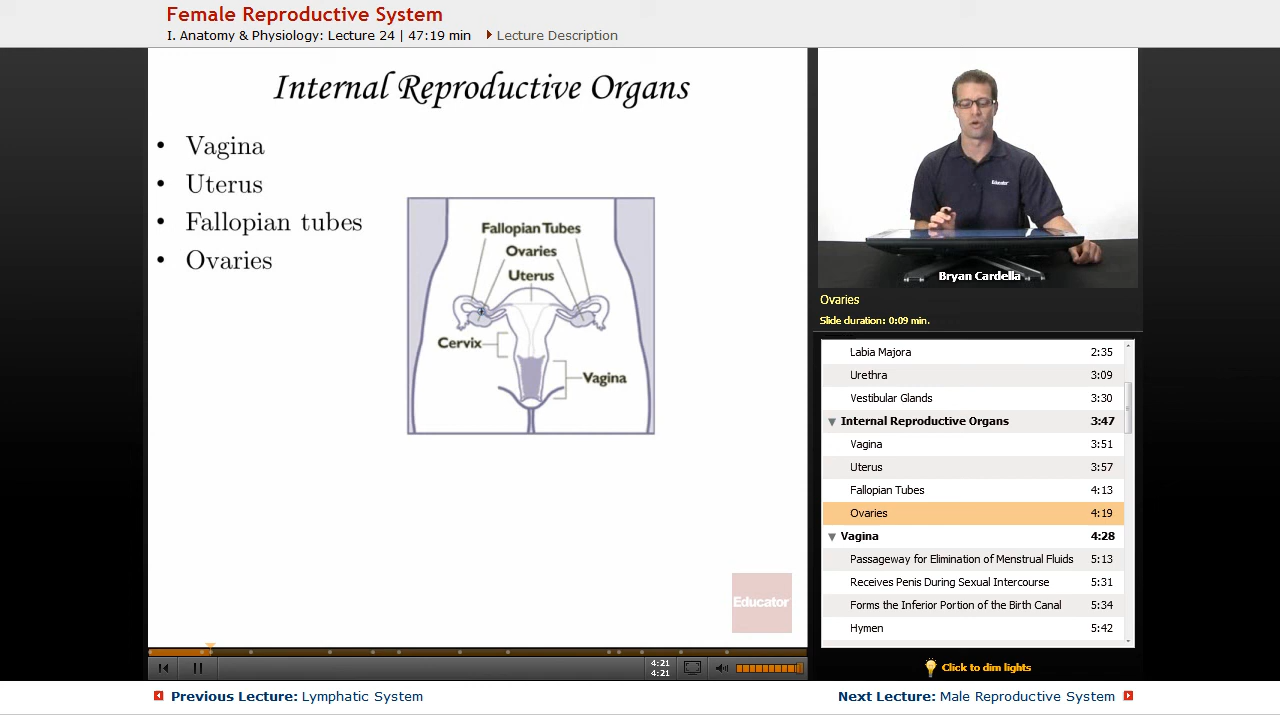 Female Reproductive System
I. Anatomy & Physiology: Lecture 24 | 47:19 min Lecture Description
Internal Reproductive Organs
• Vagina
• Uterus
• Fallopian tubes
• Ovaries
Fallopian Tubes
Ovaries
Uterus
Cervix
Vagina
Educator
Educator
Bryan Cardella
Ovaries
Slide duration: 0:09 min.
Labia Majora 2:35
Urethra 3:09
Vestibular Glands 3:30
Internal Reproductive Organs 3:47
Vagina 3:51
Uterus 3:57
Fallopian Tubes 4:13
Ovaries 4:19
Vagina 4:28
Passageway for Elimination of Menstrual Fluids 5:13
Receives Penis During Sexual Intercourse 5:31
Forms the Inferior Portion of the Birth Canal 5:34
Hymen 5:42
4:21
4:21
Click to dim lights
Previous Lecture: Lymphatic System
Next Lecture: Male Reproductive System